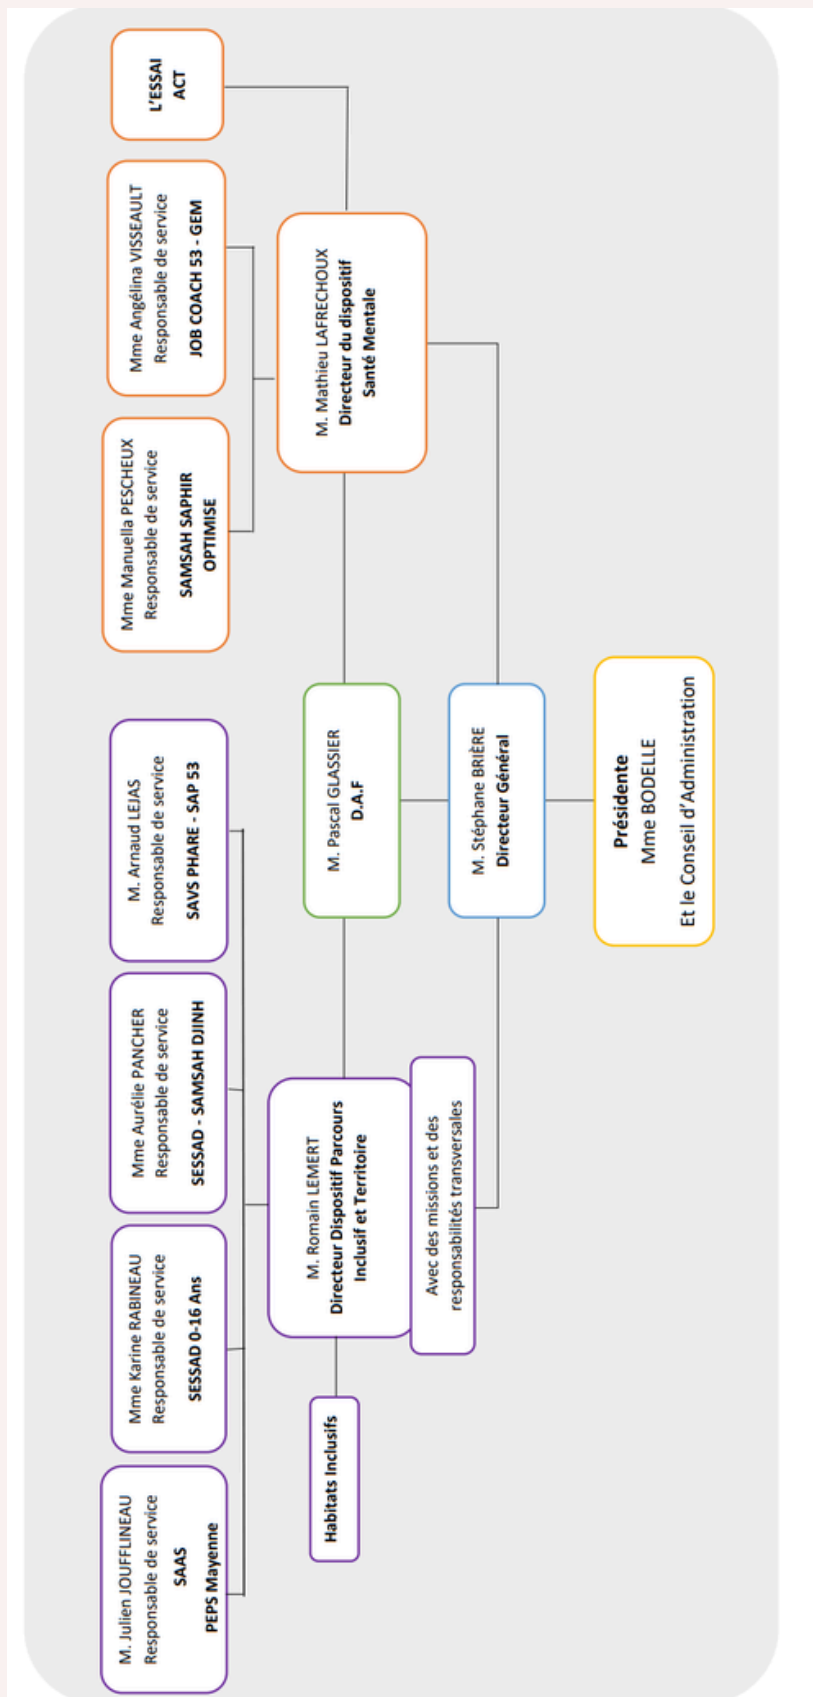 M. Julien JOUFFLINEAU
Responsable de service
SAAS
PEPS Mayenne
Mme Karine RABINEAU
Responsable de service
SESSAD 0-16 Ans
Mme Aurélie PANCHER
Responsable de service
SESSAD - SAMSAH DJINH
M. Arnaud LEJAS
Responsable de service
SAVS PHARE - SAP 53
Mme Manuella PESCHEUX
Responsable de service
SAMSAH SAPHIR
OPTIMISE
Mme Angélina VISSEAULT
Responsable de service
JOB COACH 53 - GEM
L'ESSAI
ACT
Habitats Inclusifs
M. Romain LEMERT
Directeur Dispositif Parcours
Inclusif et Territoire
Avec des missions et des
responsabilités transversales
M. Pascal GLASSIER
D.A.F
M. Mathieu LAFRECHOUX
Directeur du dispositif
Santé Mentale
M. Stéphane BRIÈRE
Directeur Général
Présidente
Mme BODELLE
Et le Conseil d'Administration